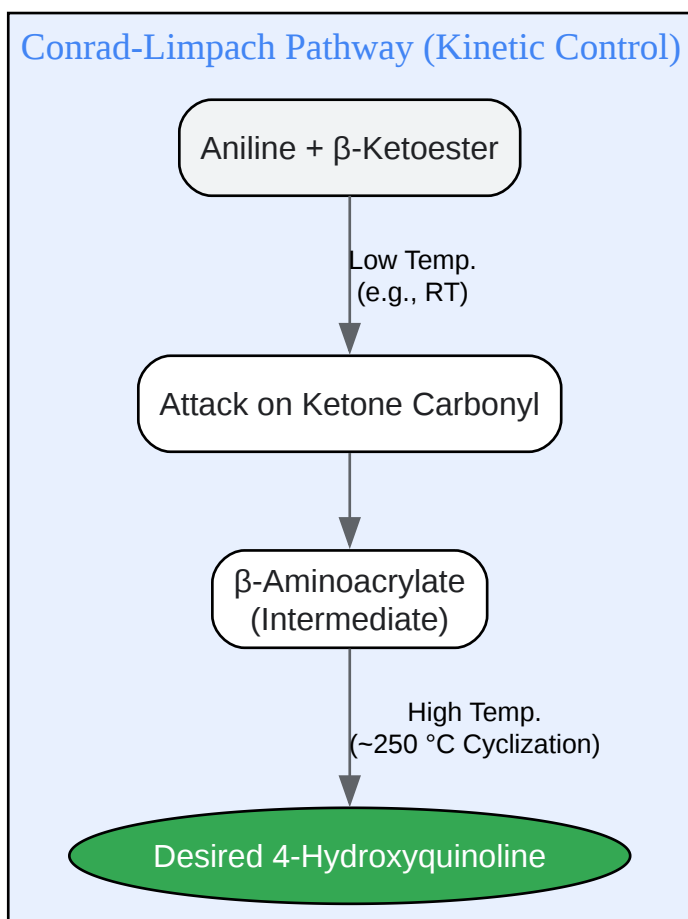 Conrad-Limpach Pathway (Kinetic Control)
Aniline + β-Ketoester
Low Temp.
(e.g., RT)
Attack on Ketone Carbonyl
β-Aminoacrylate
(Intermediate)
High Temp.
(~250 °C Cyclization)
Desired 4-Hydroxyquinoline